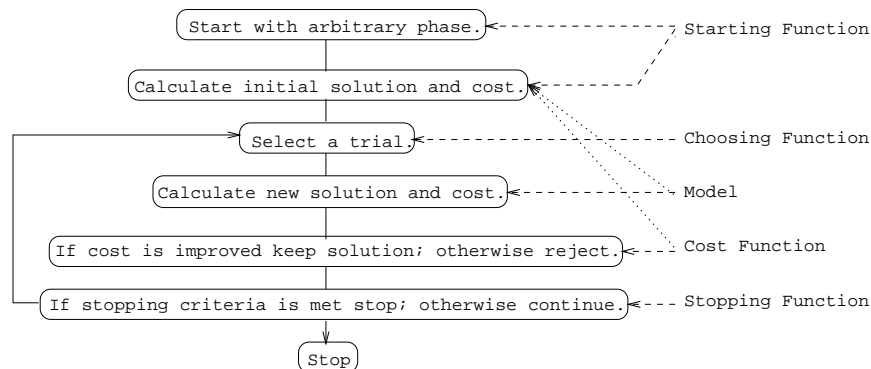 Start with arbitrary phase.
Starting Function
Calculate initial solution and cost.
Select a trial.
Choosing Function
Calculate new solution and cost.
Model
If cost is improved keep solution; otherwise reject.
Cost Function
If stopping criteria is met stop; otherwise continue.
Stopping Function
Stop